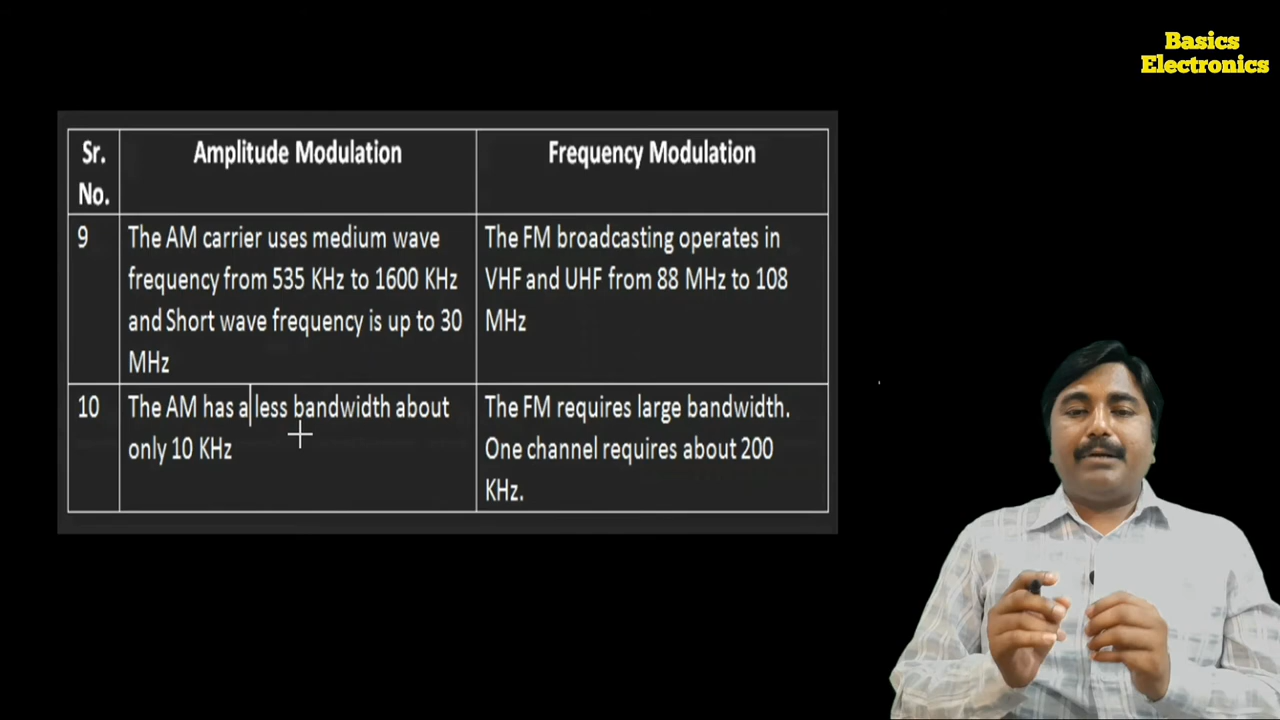 Basics
Electronics
Sr.
No.
Amplitude Modulation
Frequency Modulation
9
The AM carrier uses medium wave
frequency from 535 KHz to 1600 KHz
and Short wave frequency is up to 30
MHz
The FM broadcasting operates in
VHF and UHF from 88 MHz to 108
MHz
10
The AM has a less bandwidth about
only 10 KHz
The FM requires large bandwidth.
One channel requires about 200
KHz.